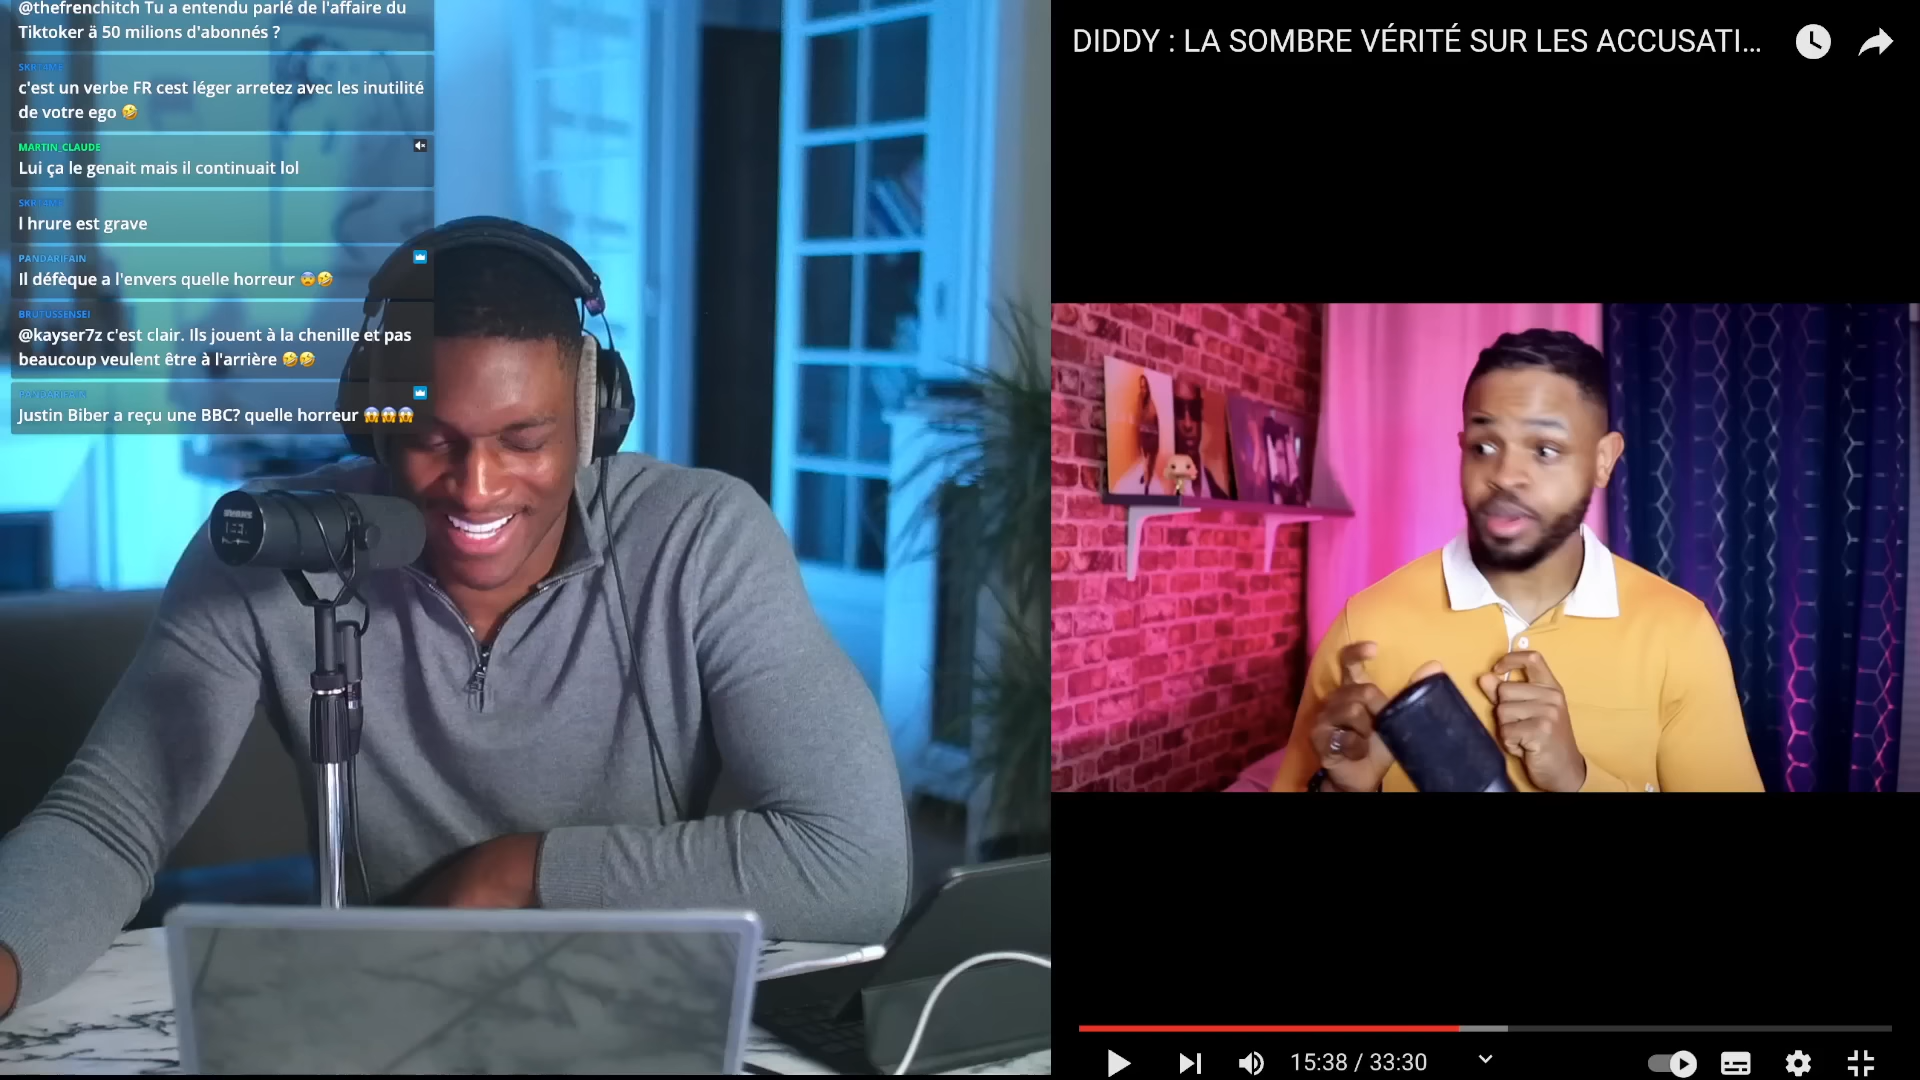 @thefrenchitch Tu a entendu parlé de l'affaire du
Tiktoker ä 50 milions d'abonnés ?
SKRTAME
c'est un verbe FR cest léger arretez avec les inutilité
de votre ego 🤣
MARTIN_CLAUDE
Lui ça le genait mais il continuait lol
l hrure est grave
PANDARIFAIN
Il défèque a l'envers quelle horreur 😨🤣
BRUTUSSENSEI
@kayser7z c'est clair. Ils jouent à la chenille et pas
beaucoup veulent être à l'arrière 🤣🤣
PANDARIFAIN
Justin Biber a reçu une BBC? quelle horreur 😱😱😱
SHURE
DIDDY : LA SOMBRE VÉRITÉ SUR LES ACCUSATI...
15:38 / 33:30